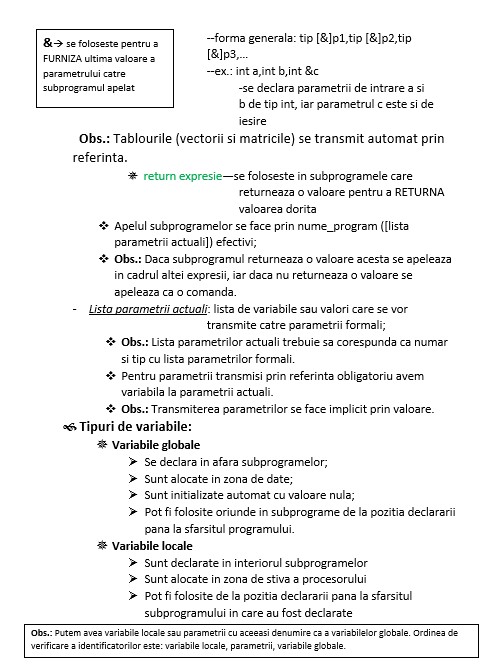 &→ se foloseste pentru a
FURNIZA ultima valoare a
parametrului catre
subprogramul apelat
--forma generala: tip [&]p1,tip [&]p2,tip
[&]p3,...
--ex.: int a,int b,int &c
-se declara parametrii de intrare a si
b de tip int, iar parametrul c este si de
iesire
Obs.: Tablourile (vectorii si matricile) se transmit automat prin
referinta.
return expresie—se foloseste in subprogramele care
returneaza o valoare pentru a RETURNA
valoarea dorita
Apelul subprogramelor se face prin nume_program ([lista
parametrii actuali]) efectivi;
Obs.: Daca subprogramul returneaza o valoare acesta se apeleaza
in cadrul altei expresii, iar daca nu returneaza o valoare se
apeleaza ca o comanda.
- Lista parametrii actuali: lista de variabile sau valori care se vor
transmite catre parametrii formali;
Obs.: Lista parametrilor actuali trebuie sa corespunda ca numar
si tip cu lista parametrilor formali.
Pentru parametrii transmisi prin referinta obligatoriu avem
variabila la parametrii actuali.
Obs.: Transmiterea parametrilor se face implicit prin valoare.
Tipuri de variabile:
Variabile globale
Se declara in afara subprogramelor;
Sunt alocate in zona de date;
Sunt initializate automat cu valoare nula;
Pot fi folosite oriunde in subprograme de la pozitia declararii
pana la sfarsitul programului.
Variabile locale
Sunt declarate in interiorul subprogramelor
Sunt alocate in zona de stiva a procesorului
Pot fi folosite de la pozitia declararii pana la sfarsitul
subprogramului in care au fost declarate
Obs.: Putem avea variabile locale sau parametrii cu aceeasi denumire ca a variabilelor globale. Ordinea de
verificare a identificatorilor este: variabile locale, parametrii, variabile globale.